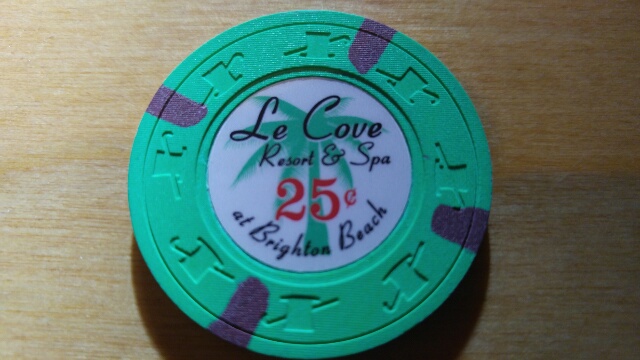 Le Cove
Resort & Spa
25¢
at Brighton Beach